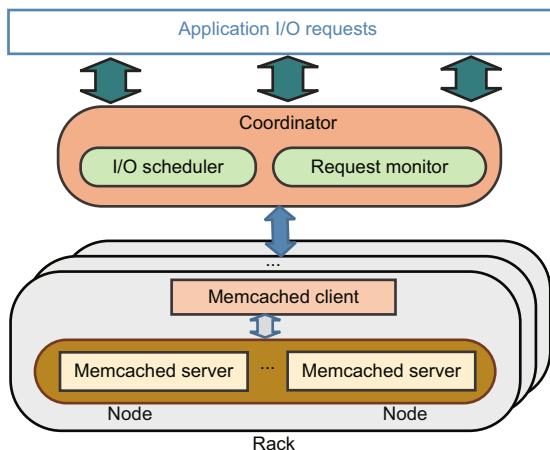 Application I/O requests
Coordinator
I/O scheduler Request monitor
...
Memcached client
Memcached server ... Memcached server
Node Node
Rack